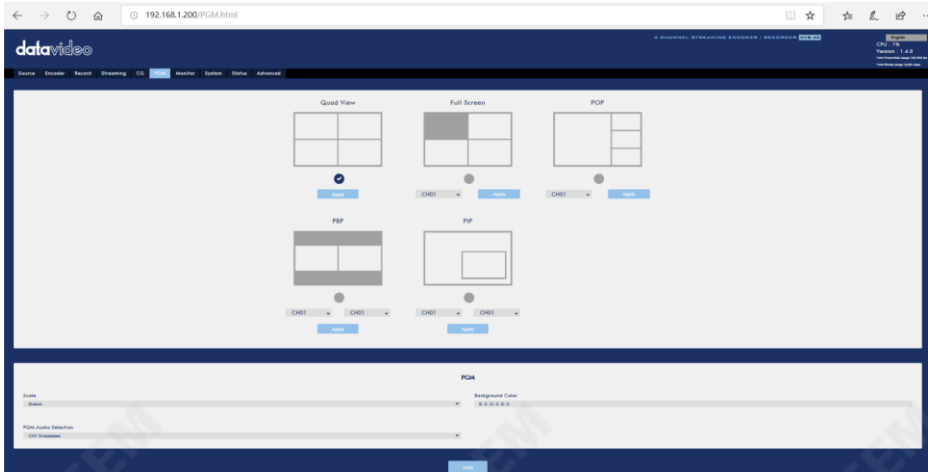 192.168.1.200/PGM.html
datavideo
4 CHANNEL STREAMING ENCODER / RECORDER
English
CPU : 1%
Version : 1.4.8
Source Encoder Record Streaming CG PGM Monitor System Status Advanced
Quad View Full Screen POP
Apply CH01 Apply CH01 Apply
PBP PIP
CH01 CH01 CH01 CH01
Apply Apply
PGM
Scale Background Color
Stretch
PGM Audio Selection
CH1 Embedded
Apply